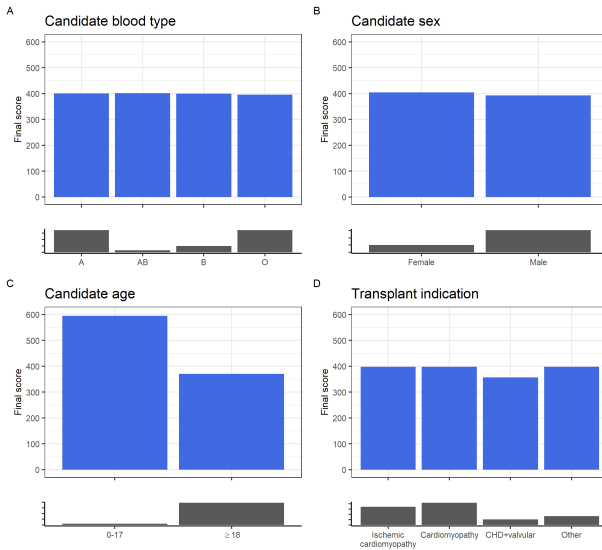 A
Candidate blood type
600
500
400
300
200
100
0
Final score
A
AB
B
O
B
Candidate sex
600
500
400
300
200
100
0
Final score
Female
Male
C
Candidate age
600
500
400
300
200
100
0
Final score
0-17
≥ 18
D
Transplant indication
600
500
400
300
200
100
0
Final score
Ischemic
cardiomyopathy
Cardiomyopathy
CHD+valvular
Other